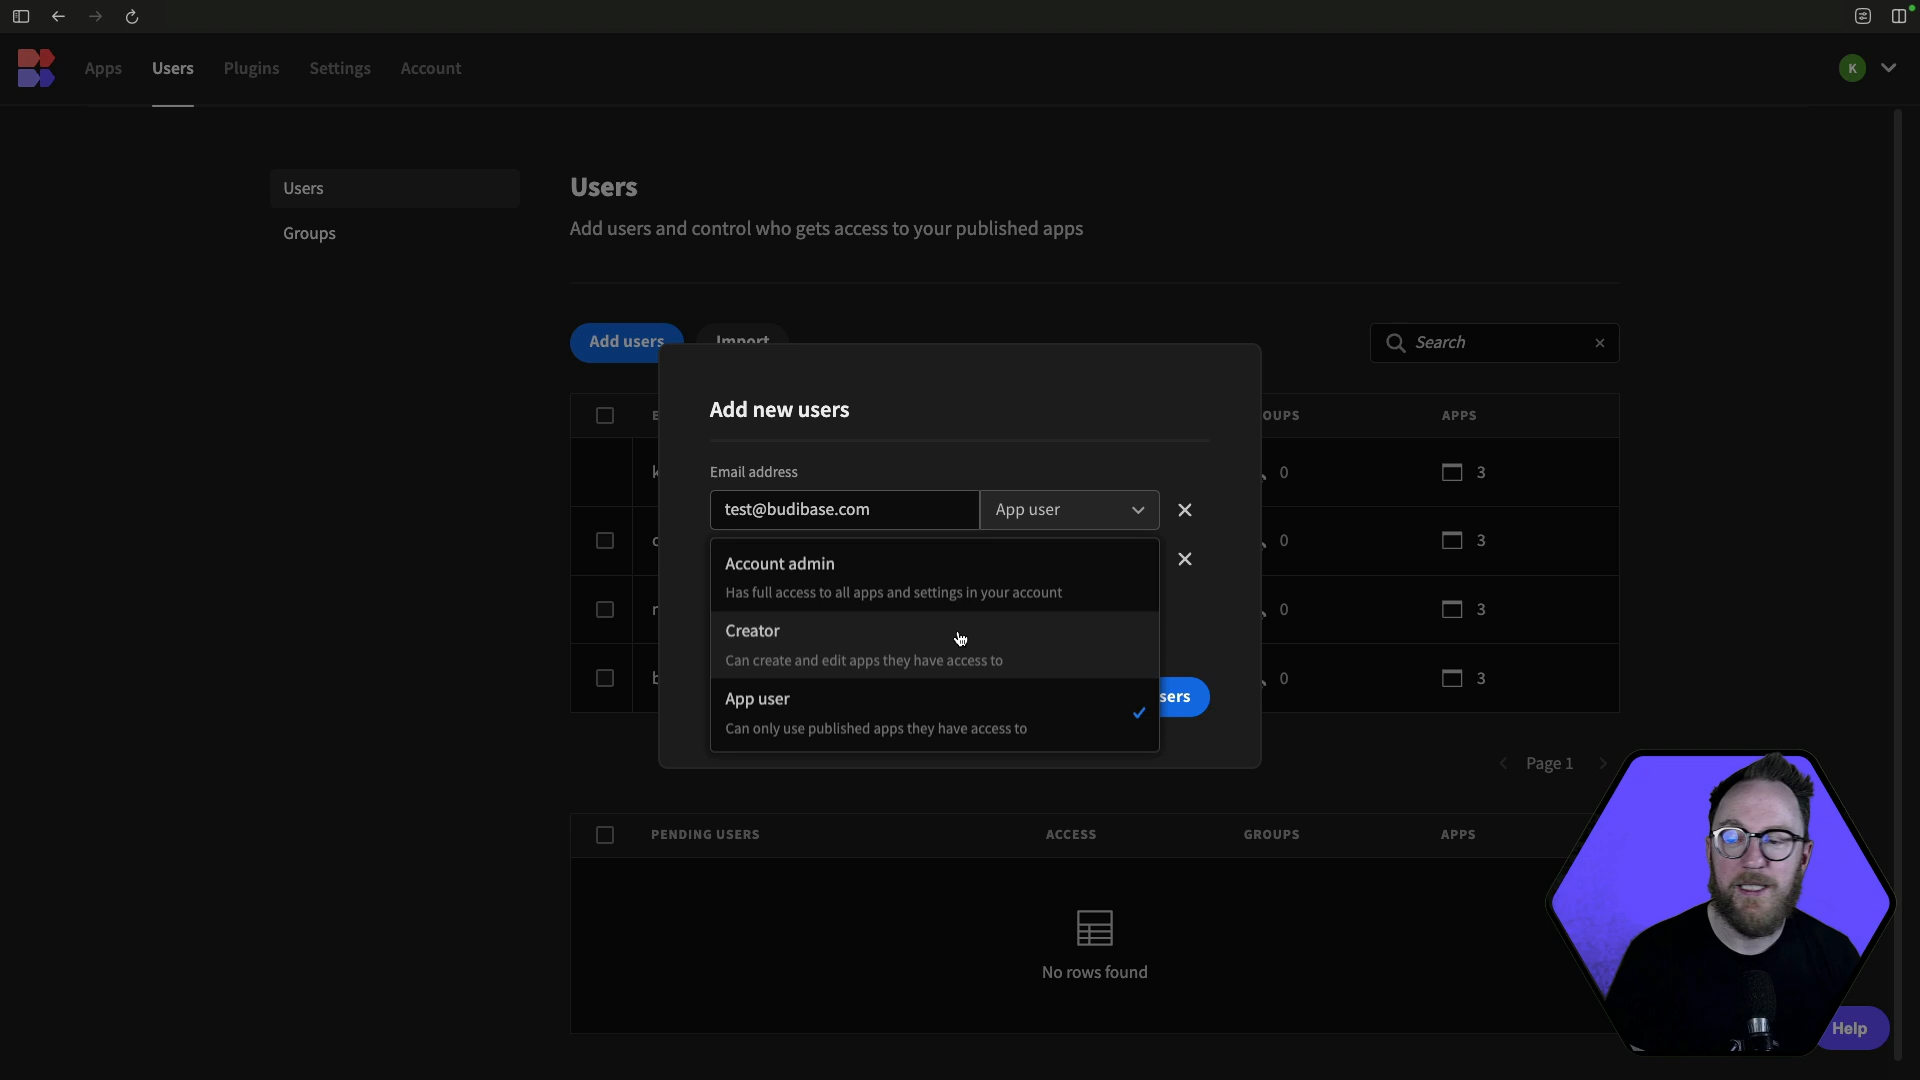 Apps Users Plugins Settings Account
K
Users
Groups
Users
Add users and control who gets access to your published apps
Add users Import
Search
OUPS APPS
0 3
0 3
0 3
0 3
Add new users
Email address
test@budibase.com App user
Account admin
Has full access to all apps and settings in your account
Creator
Can create and edit apps they have access to
App user
Can only use published apps they have access to
sers
Page 1
PENDING USERS ACCESS GROUPS APPS
No rows found
Help